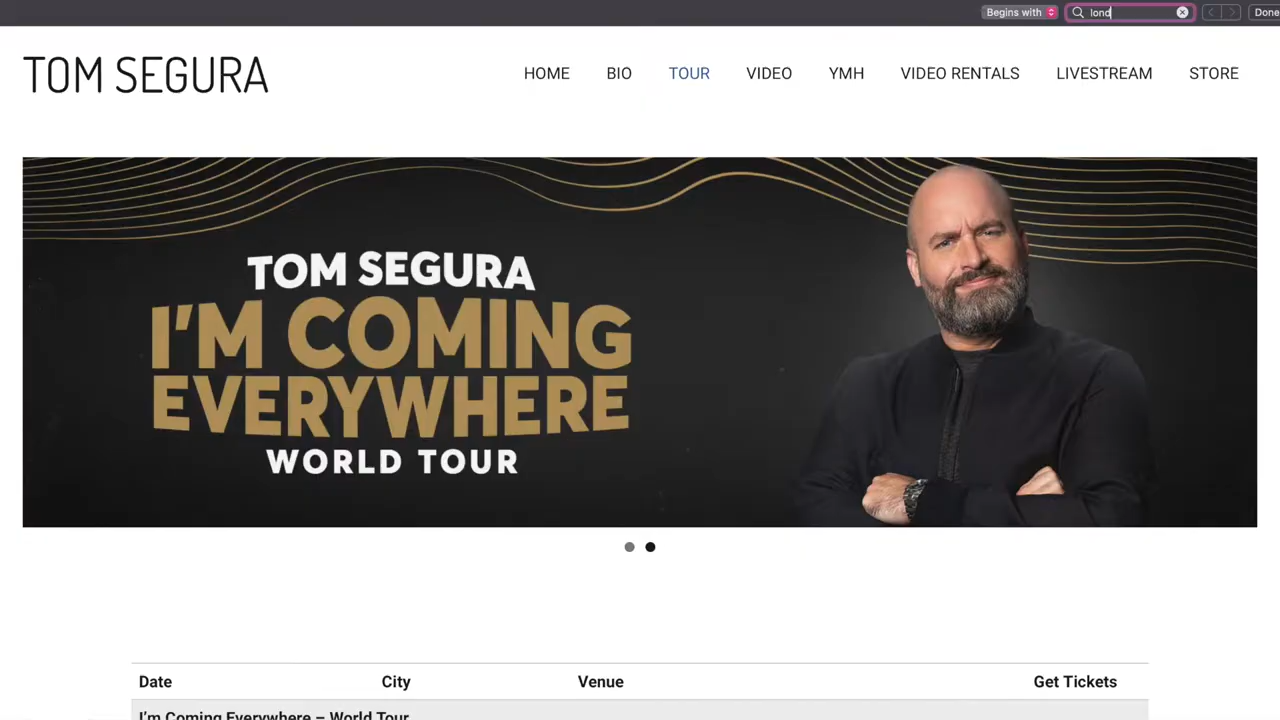 Begins with lond Done
TOM SEGURA
HOME BIO TOUR VIDEO YMH VIDEO RENTALS LIVESTREAM STORE
TOM SEGURA
I'M COMING
EVERYWHERE
WORLD TOUR
Date City Venue Get Tickets
I'm Coming Everywhere – World Tour